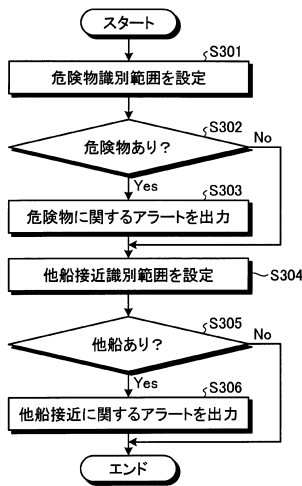 スタート
S301
危険物識別範囲を設定
S302
危険物あり?
No
Yes
S303
危険物に関するアラートを出力
他船接近識別範囲を設定
S304
S305
他船あり?
No
Yes
S306
他船接近に関するアラートを出力
エンド